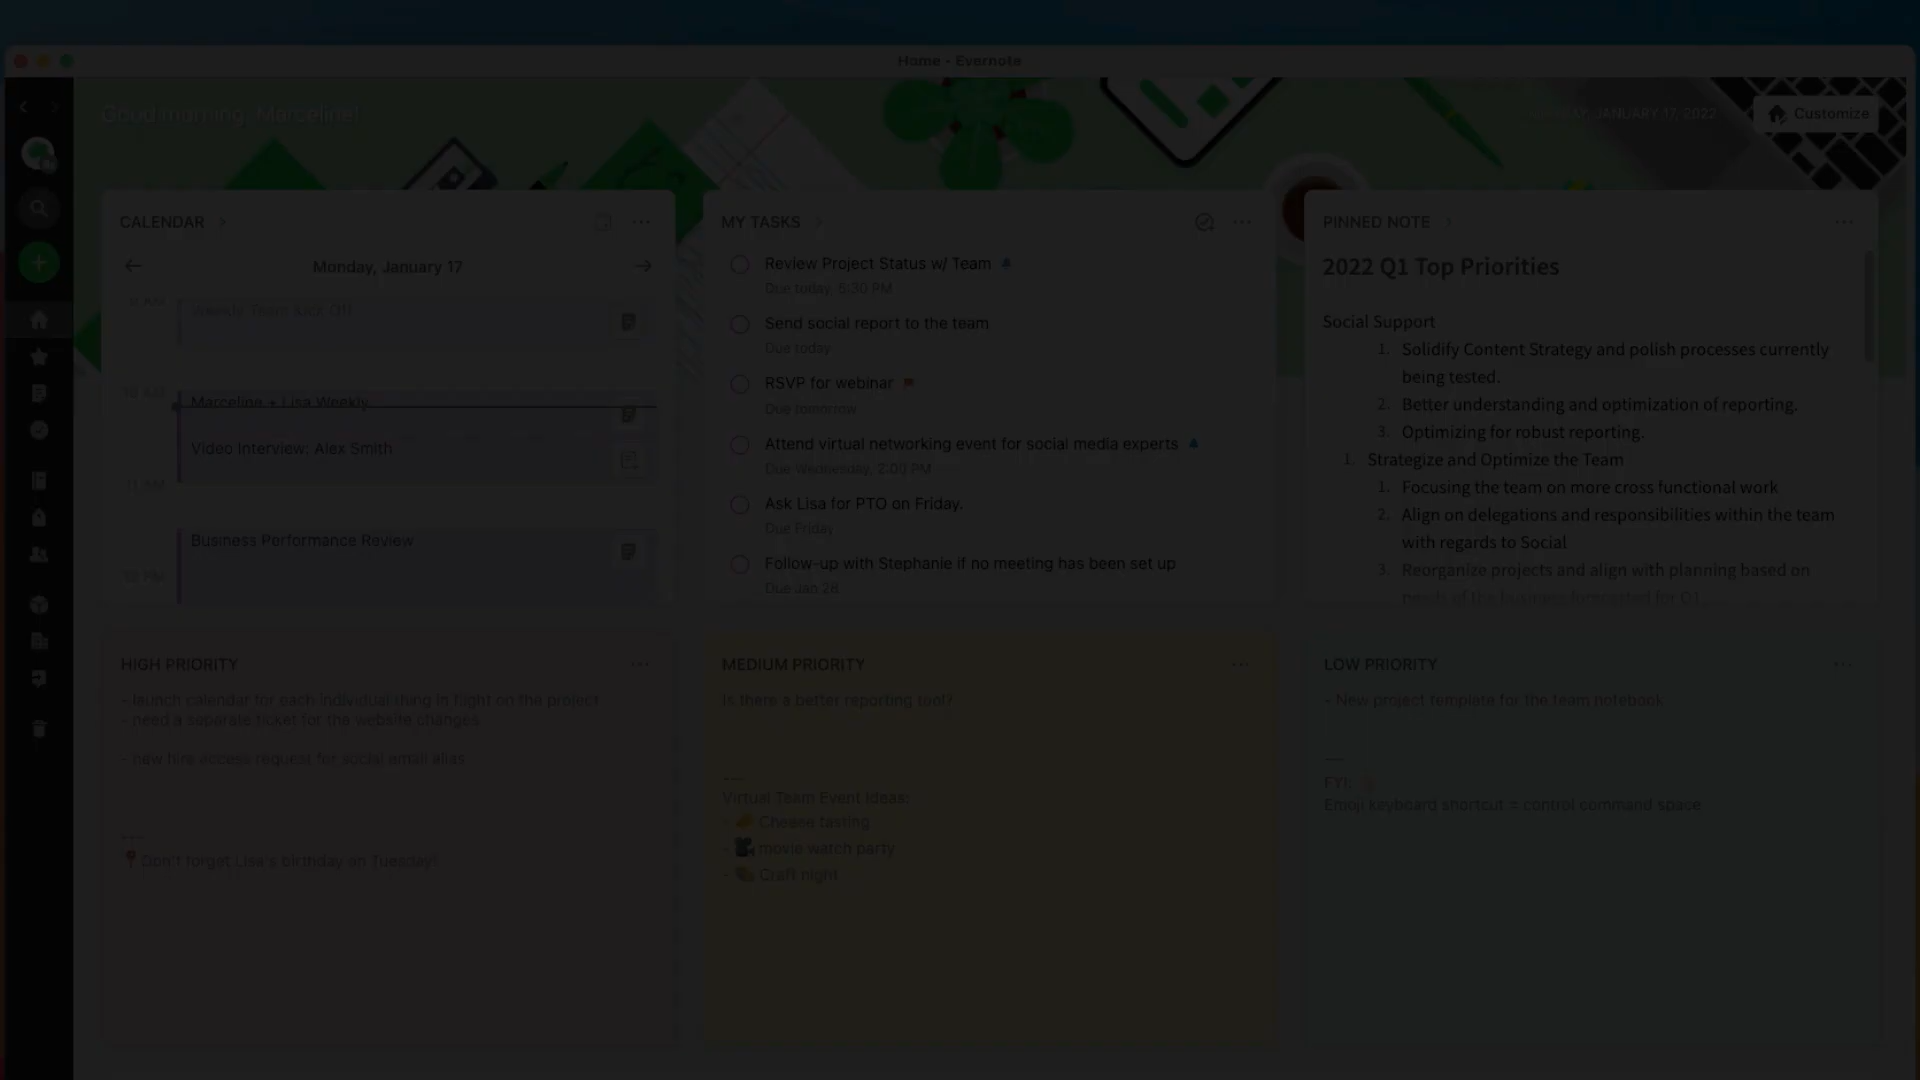 Home - Evernote
Good morning, Marceline!
JANUARY 17, 2022
Customize
CALENDAR
Monday, January 17
Weekly Team Kick Off
10 AM
Marceline + Lisa Weekly
Video Interview: Alex Smith
11 AM
Business Performance Review
PM
MY TASKS
Review Project Status w/ Team
Due today, 5:30 PM
Send social report to the team
Due today
RSVP for webinar
Due tomorrow
Attend virtual networking event for social media experts
Due Wednesday, 2:00 PM
Ask Lisa for PTO on Friday.
Due Friday
Follow-up with Stephanie if no meeting has been set up
Due Jan 28
PINNED NOTE
2022 Q1 Top Priorities
Social Support
1. Solidify Content Strategy and polish processes currently
being tested.
2. Better understanding and optimization of reporting.
3. Optimizing for robust reporting.
1. Strategize and Optimize the Team
1. Focusing the team on more cross functional work
2. Align on delegations and responsibilities within the team
with regards to Social
3. Reorganize projects and align with planning based on
needs of the business forecasted for Q1
HIGH PRIORITY
- launch calendar for each individual thing in flight on the project
- need a separate ticket for the website changes
- new hire access request for social email alias
---
📍Don't forget Lisa's birthday on Tuesday!
MEDIUM PRIORITY
Is there a better reporting tool?
---
Virtual Team Event Ideas:
- 🧀 Cheese tasting
- 🎥 movie watch party
- Craft night
LOW PRIORITY
- New project template for the team notebook
---
FYI:
Emoji keyboard shortcut = control command space